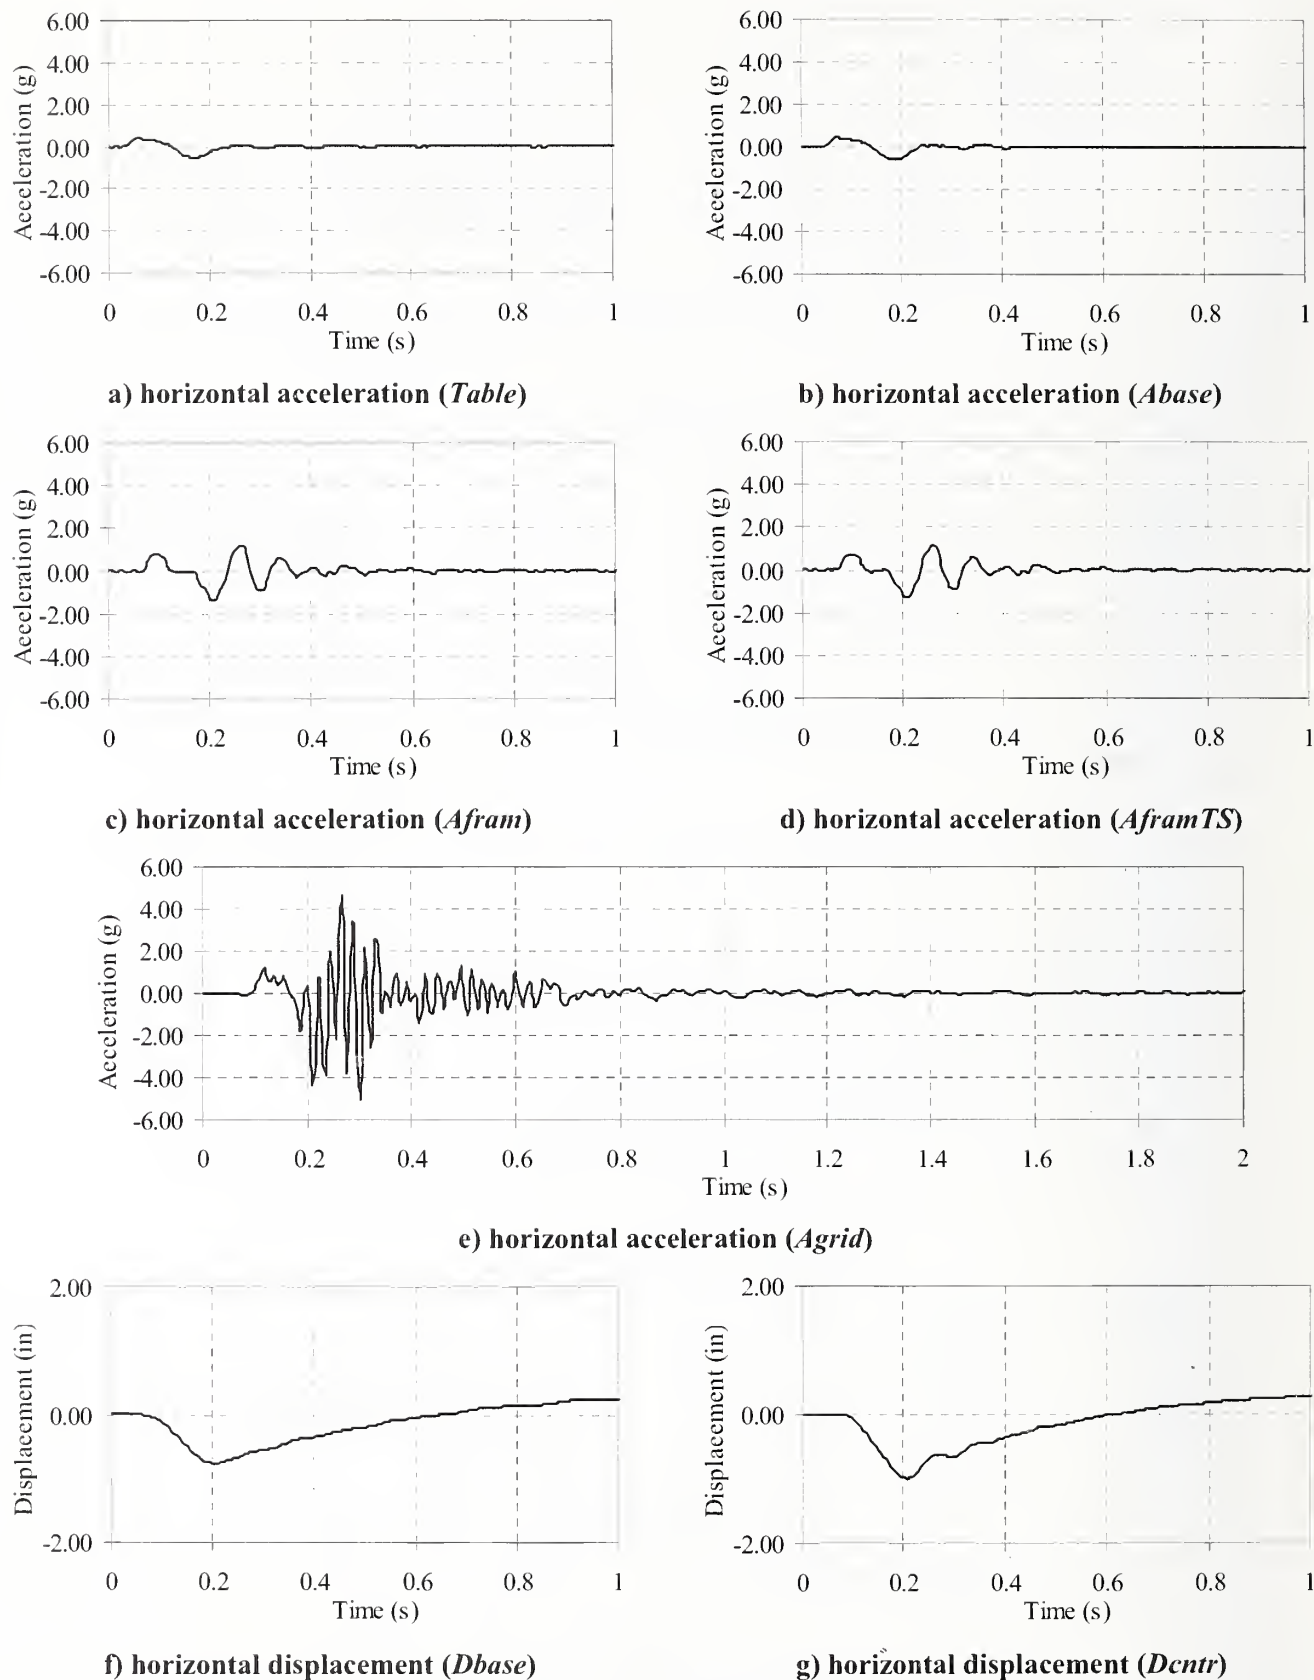 6.00
4.00
2.00
0.00
-2.00
-4.00
-6.00
Acceleration (g)
0 0.2 0.4 0.6 0.8 1
Time (s)
a) horizontal acceleration (Table)
6.00
4.00
2.00
0.00
-2.00
-4.00
-6.00
Acceleration (g)
0 0.2 0.4 0.6 0.8 1
Time (s)
b) horizontal acceleration (Abase)
6.00
4.00
2.00
0.00
-2.00
-4.00
-6.00
Acceleration (g)
0 0.2 0.4 0.6 0.8 1
Time (s)
c) horizontal acceleration (Afram)
6.00
4.00
2.00
0.00
-2.00
-4.00
-6.00
Acceleration (g)
0 0.2 0.4 0.6 0.8 1
Time (s)
d) horizontal acceleration (AframTS)
6.00
4.00
2.00
0.00
-2.00
-4.00
-6.00
Acceleration (g)
0 0.2 0.4 0.6 0.8 1 1.2 1.4 1.6 1.8 2
Time (s)
e) horizontal acceleration (Agrid)
2.00
0.00
-2.00
Displacement (in)
0 0.2 0.4 0.6 0.8 1
Time (s)
f) horizontal displacement (Dbase)
2.00
0.00
-2.00
Displacement (in)
0 0.2 0.4 0.6 0.8 1
Time (s)
g) horizontal displacement (Dcntr)